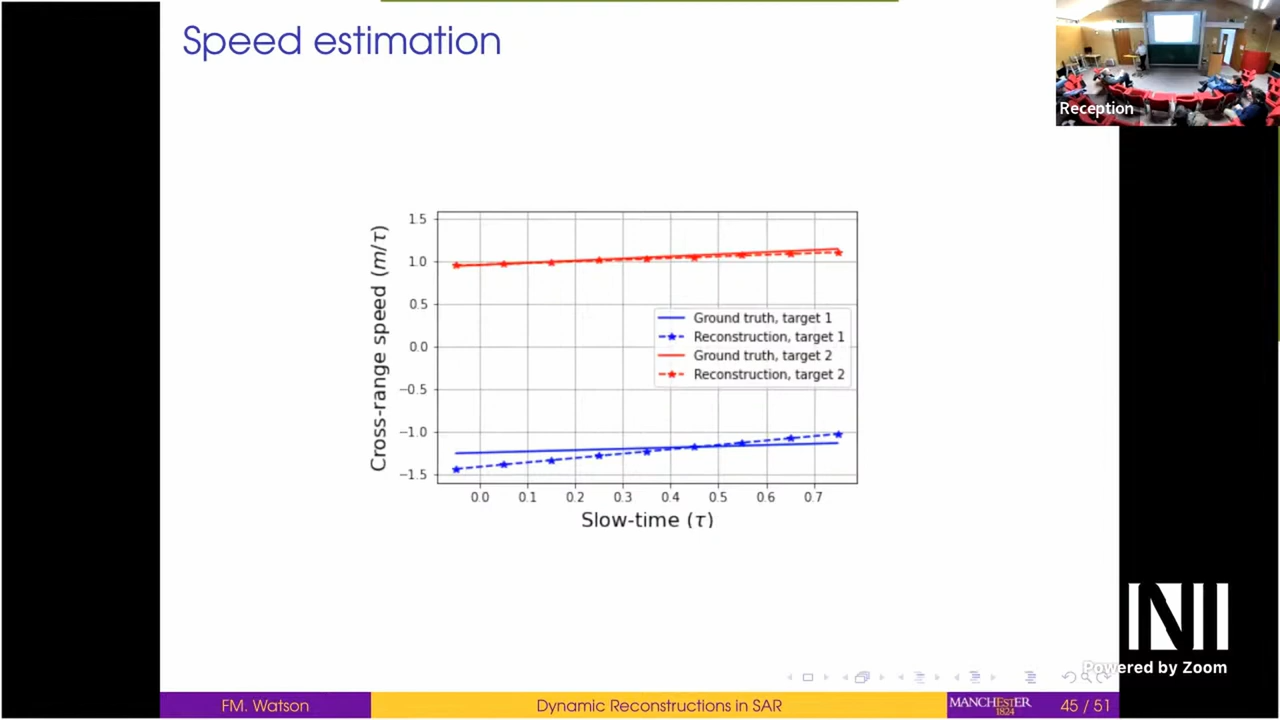 Speed estimation
Reception
Cross-range speed (m/τ)
1.5
1.0
0.5
0.0
−0.5
−1.0
−1.5
Ground truth, target 1
Reconstruction, target 1
Ground truth, target 2
Reconstruction, target 2
0.0 0.1 0.2 0.3 0.4 0.5 0.6 0.7
Slow-time (τ)
NII
Powered by Zoom
FM. Watson
Dynamic Reconstructions in SAR
MANCHESTER
1824
45 / 51